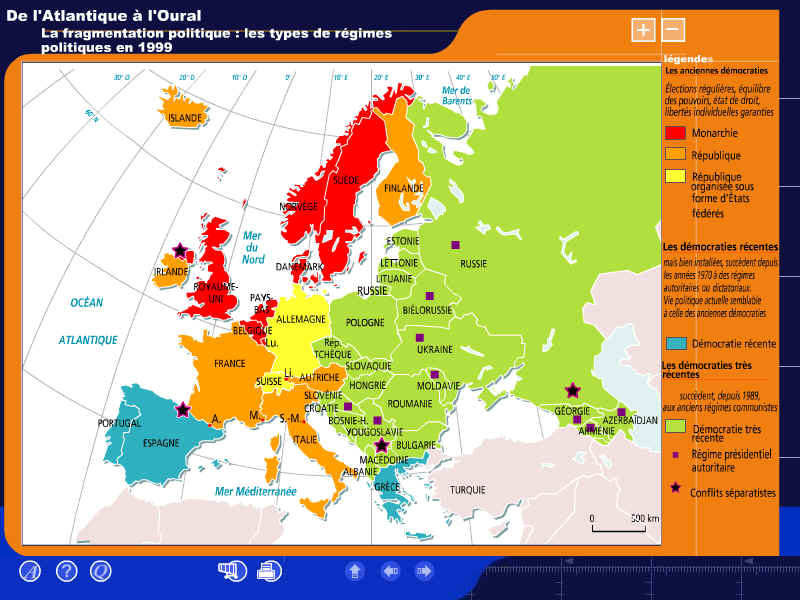 De l'Atlantique à l'Oural
La fragmentation politique : les types de régimes
politiques en 1999
+
−
30° O
20° O
10° O
0°
10° E
20° E
30° E
40° E
50° E
60° N
Mer de
Barents
ISLANDE
SUÈDE
NORVÈGE
FINLANDE
Mer
du
Nord
ESTONIE
LETTONIE
LITUANIE
RUSSIE
RUSSIE
DANEMARK
IRLANDE
ROYAUME-
UNI
PAYS-
BAS
BIÉLORUSSIE
OCÉAN
ATLANTIQUE
ALLEMAGNE
POLOGNE
BELGIQUE
Lu.
UKRAINE
Rép.
TCHÈQUE
FRANCE
SLOVAQUIE
Li.
SUISSE
AUTRICHE
HONGRIE
MOLDAVIE
SLOVÉNIE
CROATIE
ROUMANIE
A.
M.
S.-M.
BOSNIE-H.
YOUGOSLAVIE
PORTUGAL
ESPAGNE
ITALIE
BULGARIE
MACÉDOINE
ALBANIE
GRÈCE
TURQUIE
GÉORGIE
AZERBAÏDJAN
ARMÉNIE
Mer Méditerranée
0
500 km
légendes
Les anciennes démocraties
Élections régulières, équilibre
des pouvoirs, état de droit,
libertés individuelles garanties
Monarchie
République
République
organisée sous
forme d'États
fédérés
Les démocraties récentes
mais bien installées, succèdent depuis
les années 1970 à des régimes
autoritaires ou dictatoriaux.
Vie politique actuelle semblable
à celle des anciennes démocraties
Démocratie récente
Les démocraties très
récentes
succèdent, depuis 1989,
aux anciens régimes communistes
Démocratie très
récente
Régime présidentiel
autoritaire
Conflits séparatistes
A
?
Q